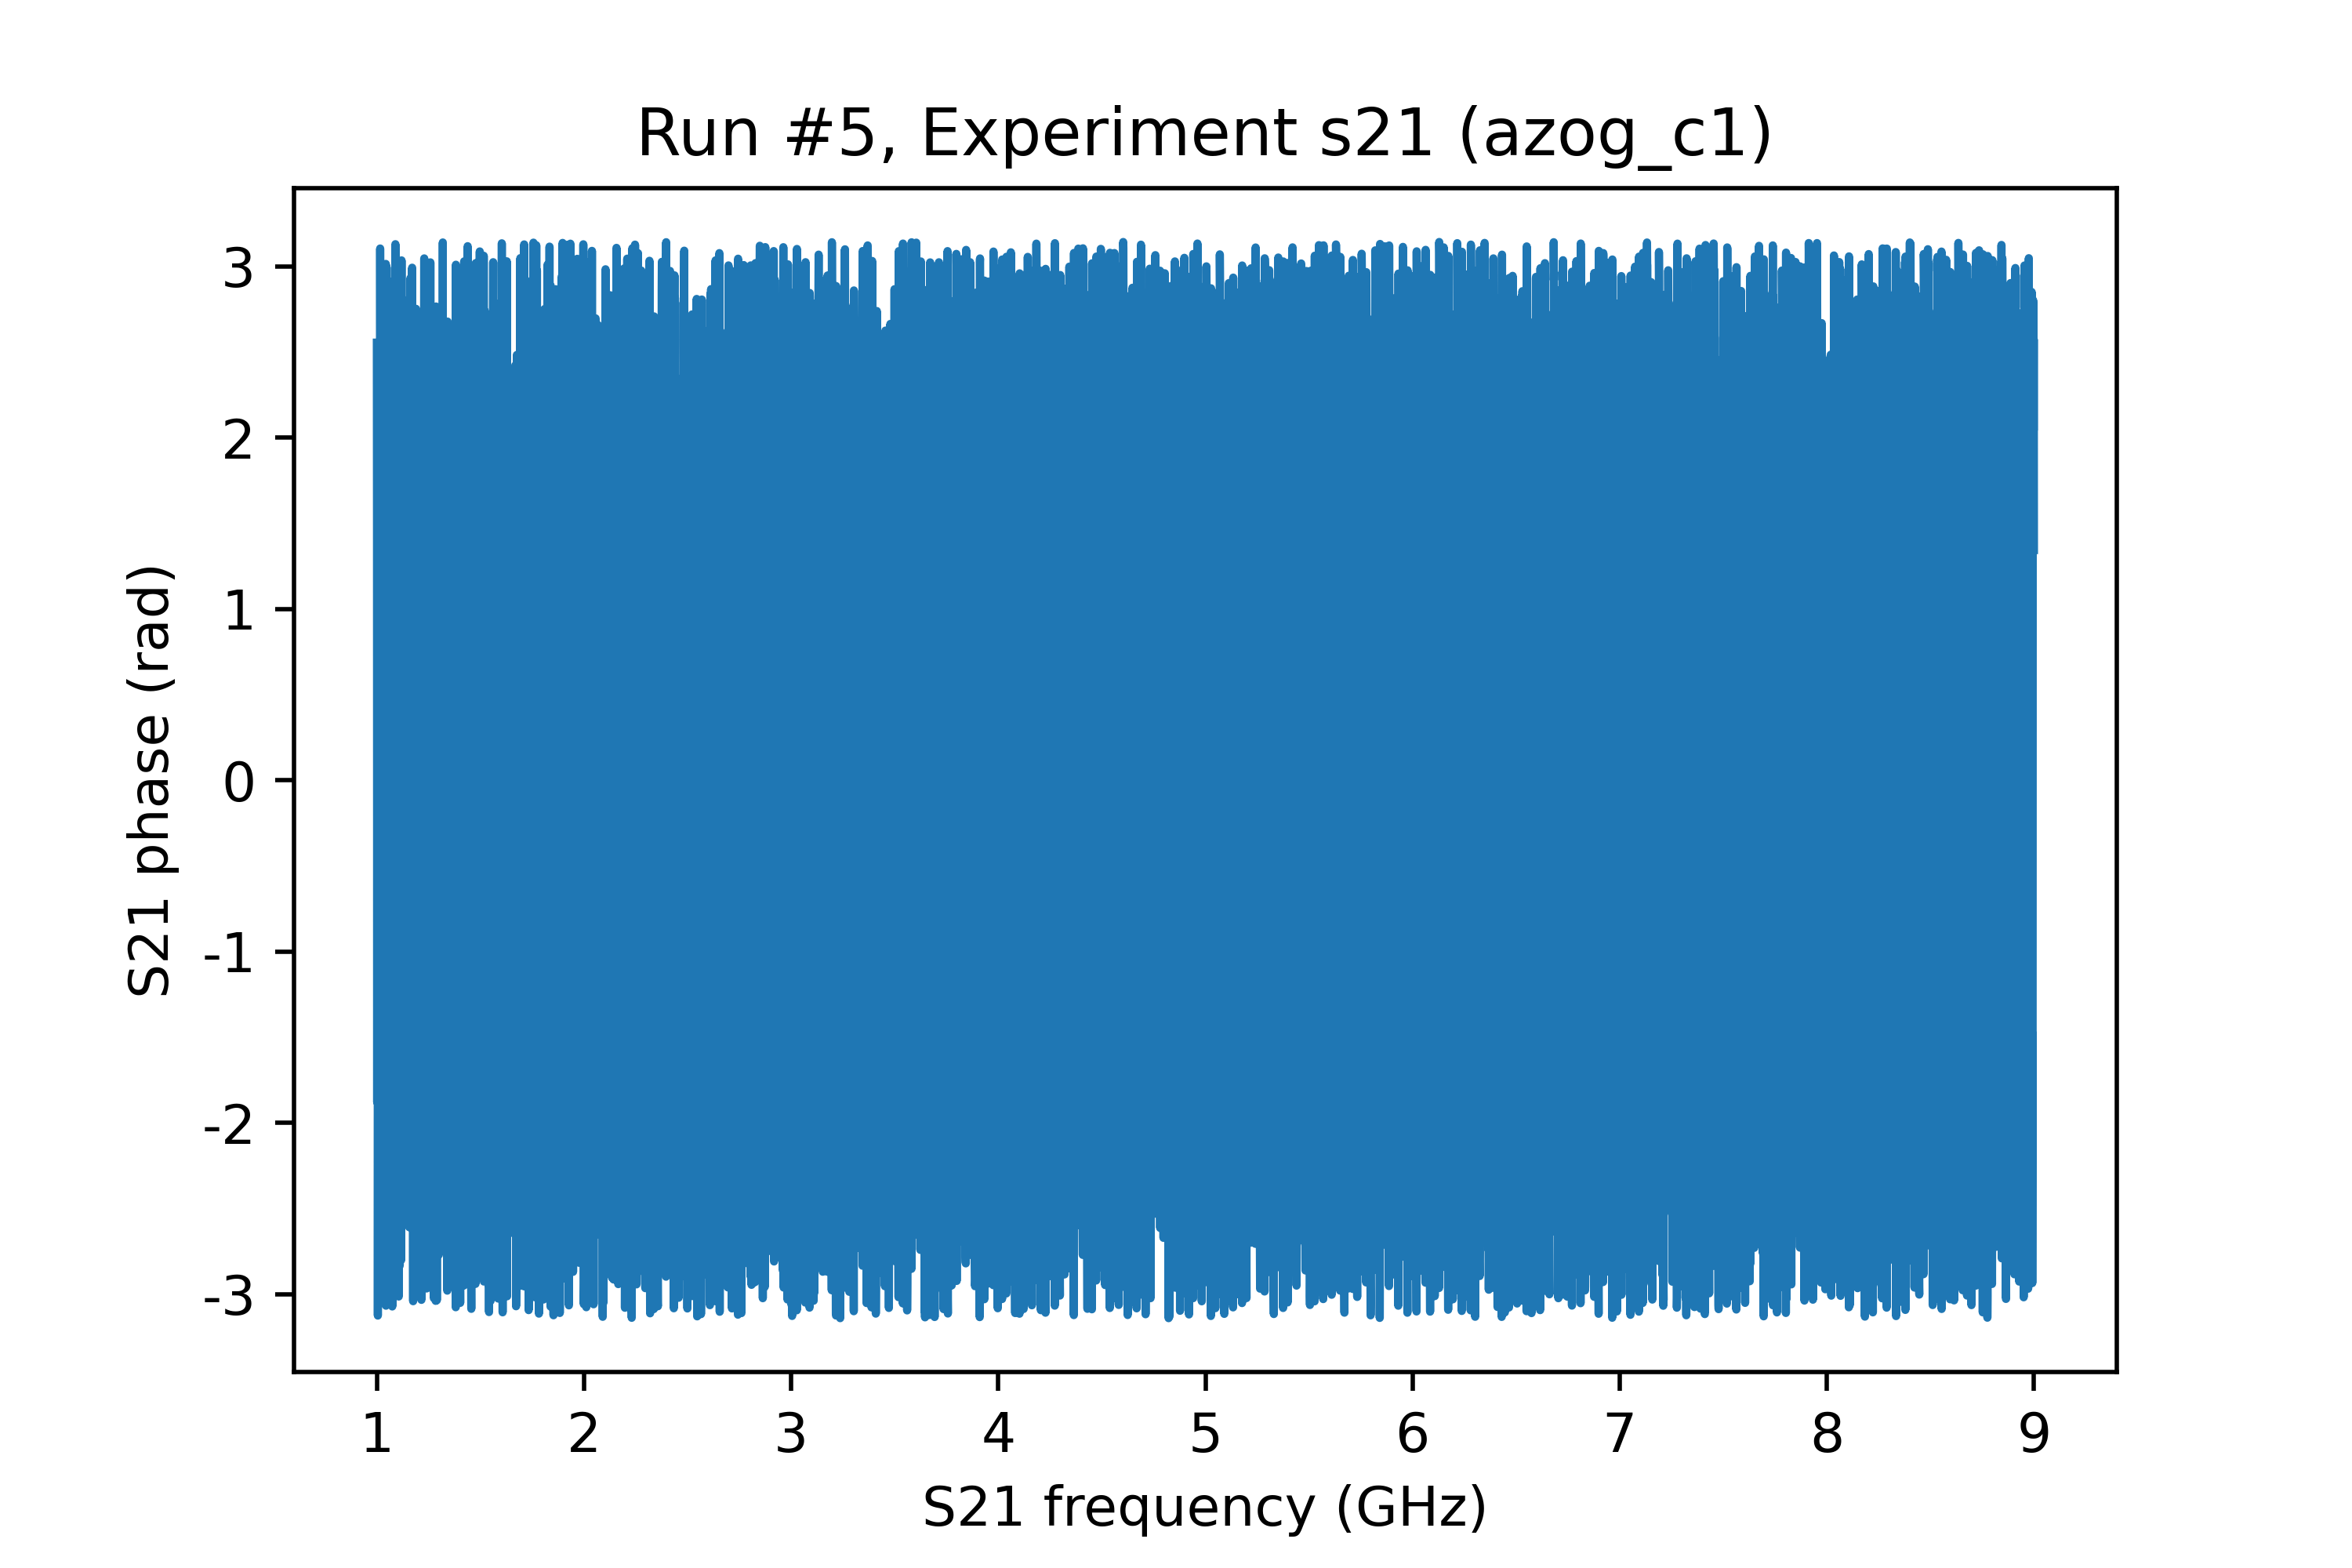 Run #5, Experiment s21 (azog_c1)
S21 phase (rad)
3
2
1
0
-1
-2
-3
1 2 3 4 5 6 7 8 9
S21 frequency (GHz)